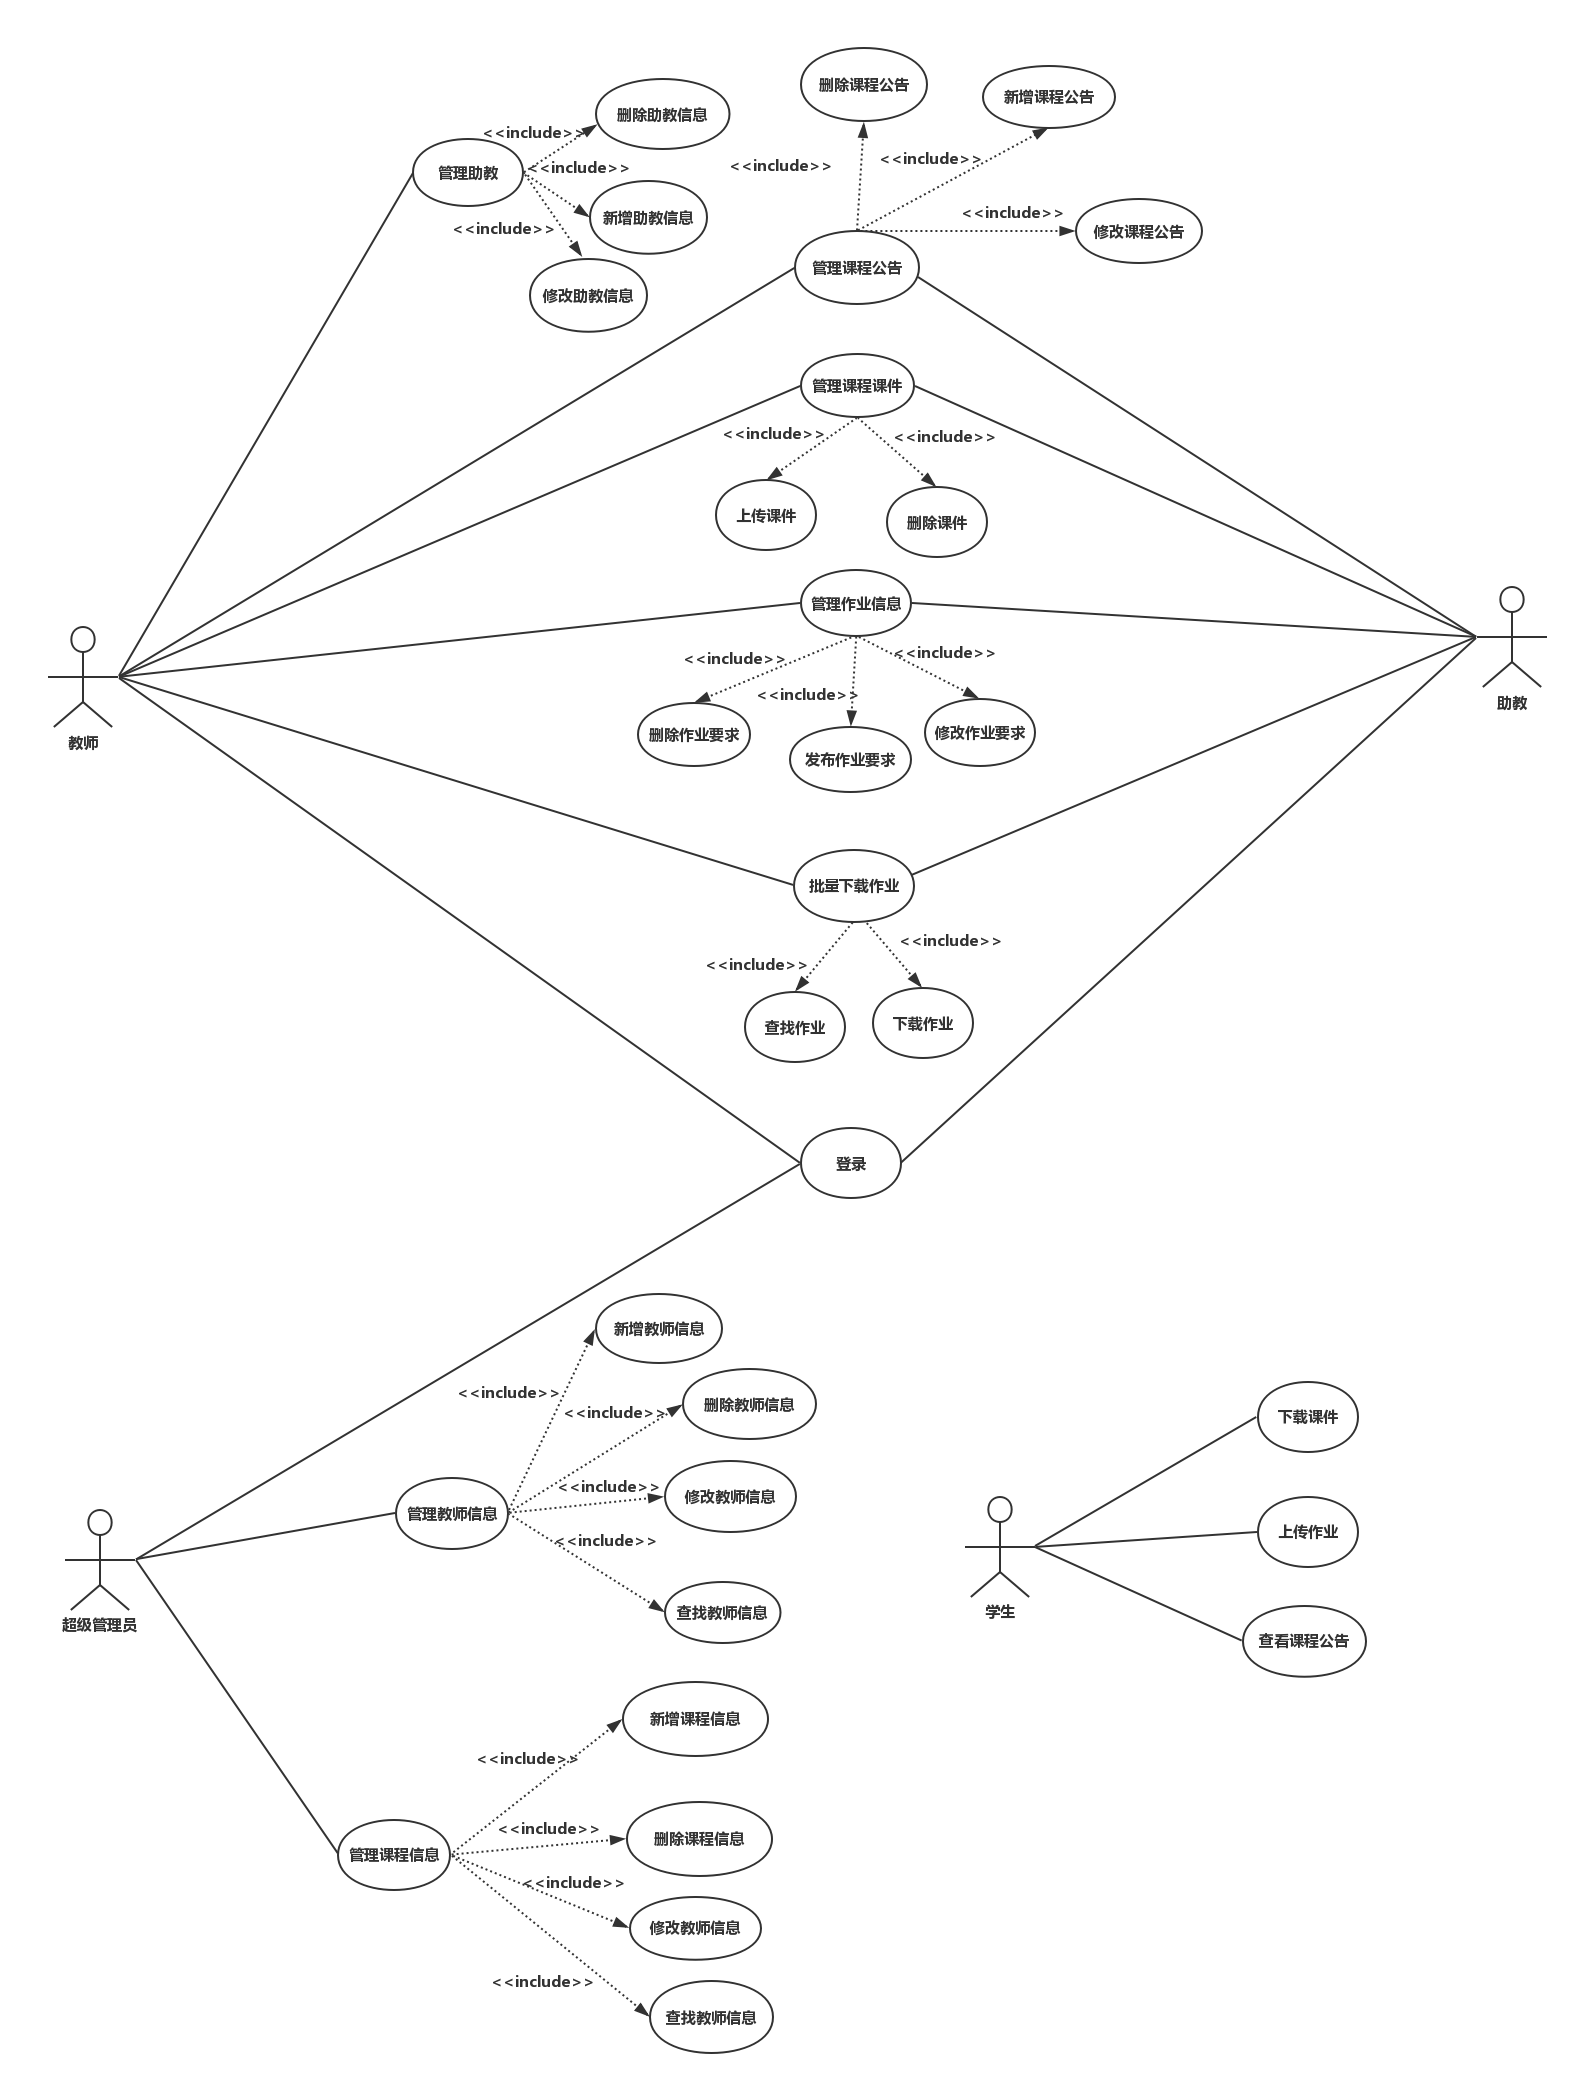 删除课程公告
新增课程公告
删除助教信息
<<include>>
<<include>>
<<include>>
<<include>>
管理助教
新增助教信息
<<include>>
<<include>>
修改课程公告
管理课程公告
修改助教信息
管理课程课件
<<include>>
<<include>>
上传课件
删除课件
管理作业信息
<<include>>
<<include>>
<<include>>
助教
删除作业要求
修改作业要求
教师
发布作业要求
批量下载作业
<<include>>
<<include>>
查找作业
下载作业
登录
新增教师信息
<<include>>
删除教师信息
<<include>>
下载课件
<<include>>
修改教师信息
管理教师信息
上传作业
<<include>>
查找教师信息
学生
超级管理员
查看课程公告
新增课程信息
<<include>>
<<include>>
删除课程信息
管理课程信息
<<include>>
修改教师信息
<<include>>
查找教师信息